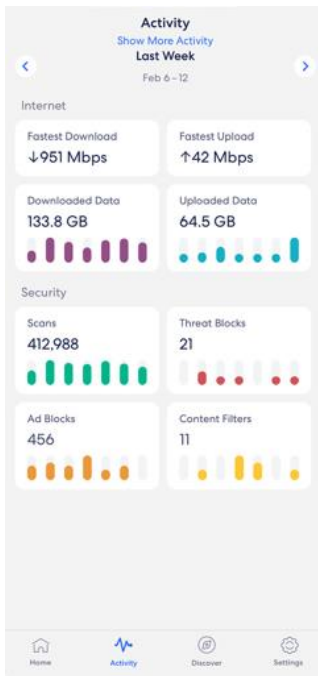 Activity
Show More Activity
Last Week
Feb 6 - 12
Internet
Fastest Download
↓951 Mbps
Fastest Upload
↑42 Mbps
Downloaded Data
133.8 GB
Uploaded Data
64.5 GB
Security
Scans
412,988
Threat Blocks
21
Ad Blocks
456
Content Filters
11
Home
Activity
Discover
Settings